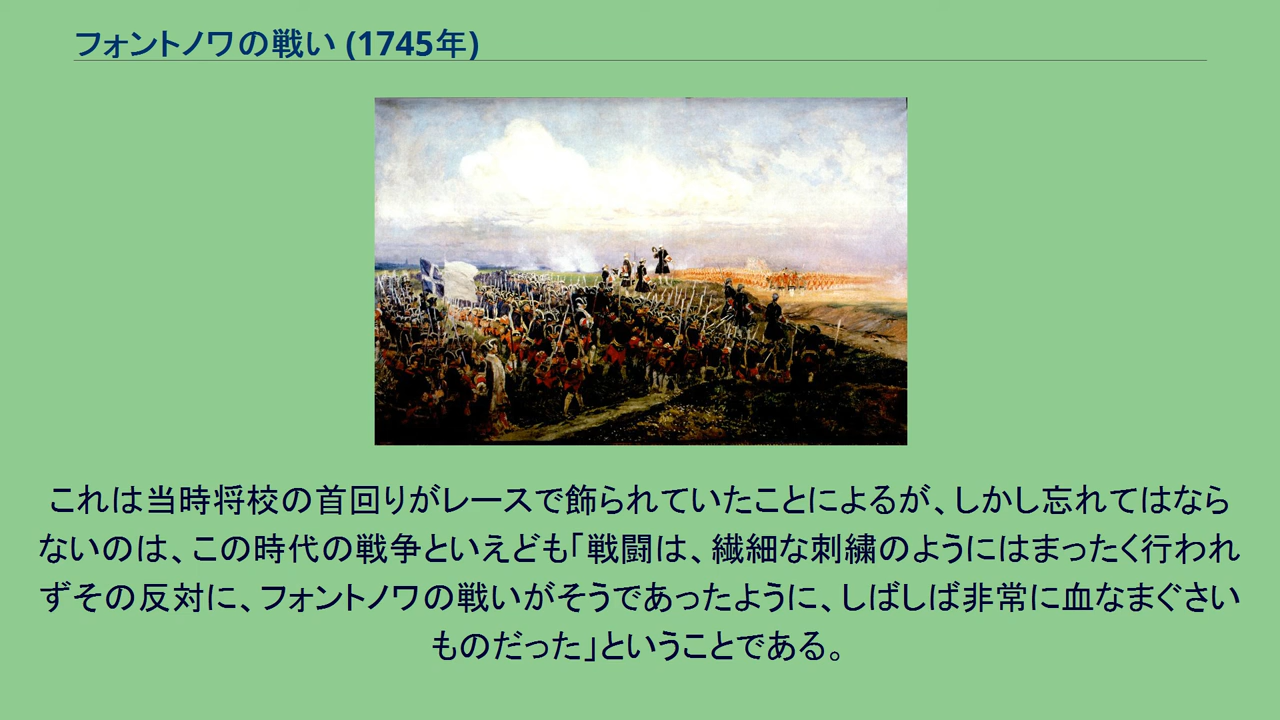 フォントノワの戦い (1745年)
これは当時将校の首回りがレースで飾られていたことによるが、しかし忘れてはなら
ないのは、この時代の戦争といえども「戦闘は、繊細な刺繍のようにはまったく行われ
ずその反対に、フォントノワの戦いがそうであったように、しばしば非常に血なまぐさい
ものだった」ということである。